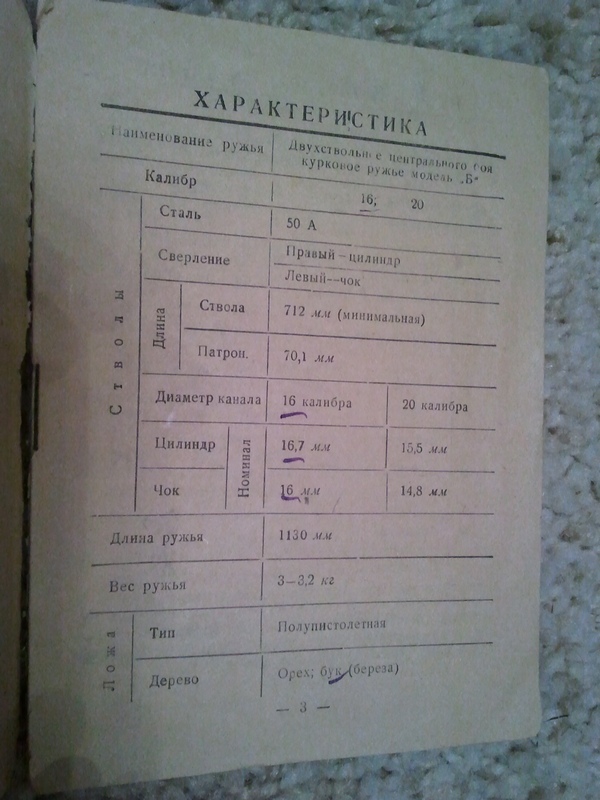 ХАРАКТЕРИСТИКА
Наименование ружья
Двухствольное центрального боя
курковое ружье модель „Б“
Калибр
16; 20
Стволы
Сталь
50 А
Сверление
Правый–цилиндр
Левый—чок
Длина
Ствола
712 мм (минимальная)
Патрон.
70,1 мм
Диаметр канала
16 калибра
20 калибра
Номинал
Цилиндр
16,7 мм
15,5 мм
Чок
16 мм
14,8 мм
Длина ружья
1130 мм
Вес ружья
3—3,2 кг
Ложа
Тип
Полупистолетная
Дерево
Орех; бук (береза)
— 3 —